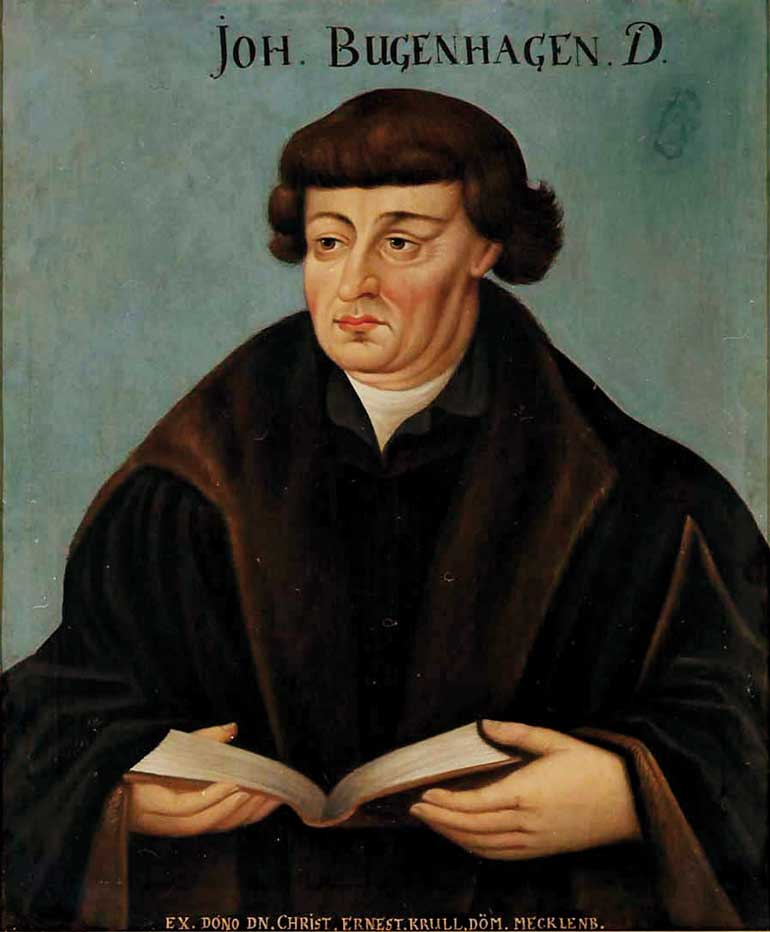 JOH. BUGENHAGEN. D.
EX. DONO DN. CHRIST. ERNEST. KRULL, DÖM. MECKLENB.